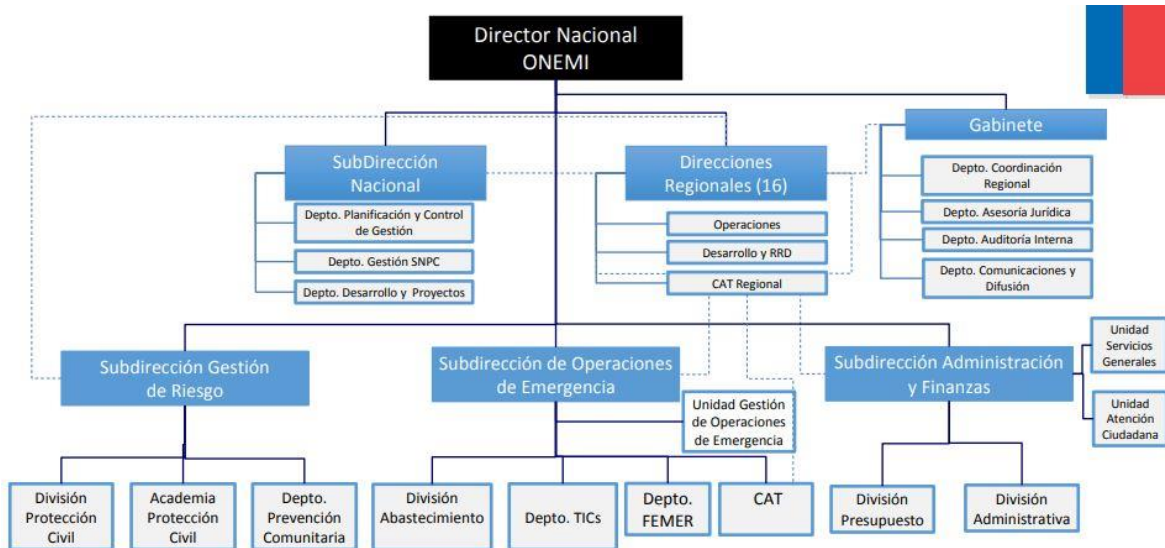 Director Nacional
ONEMI
Gabinete
SubDirección
Nacional
Direcciones
Regionales (16)
Depto. Coordinación
Regional
Depto. Asesoría Jurídica
Depto. Auditoría Interna
Depto. Comunicaciones y
Difusión
Depto. Planificación y Control
de Gestión
Depto. Gestión SNPC
Depto. Desarrollo y Proyectos
Operaciones
Desarrollo y RRD
CAT Regional
Subdirección Gestión
de Riesgo
Subdirección de Operaciones
de Emergencia
Subdirección Administración
y Finanzas
Unidad
Servicios
Generales
Unidad
Atención
Ciudadana
Unidad Gestión
de Operaciones
de Emergencia
División
Protección
Civil
Academia
Protección
Civil
Depto.
Prevención
Comunitaria
División
Abastecimiento
Depto. TICs
Depto.
FEMER
CAT
División
Presupuesto
División
Administrativa